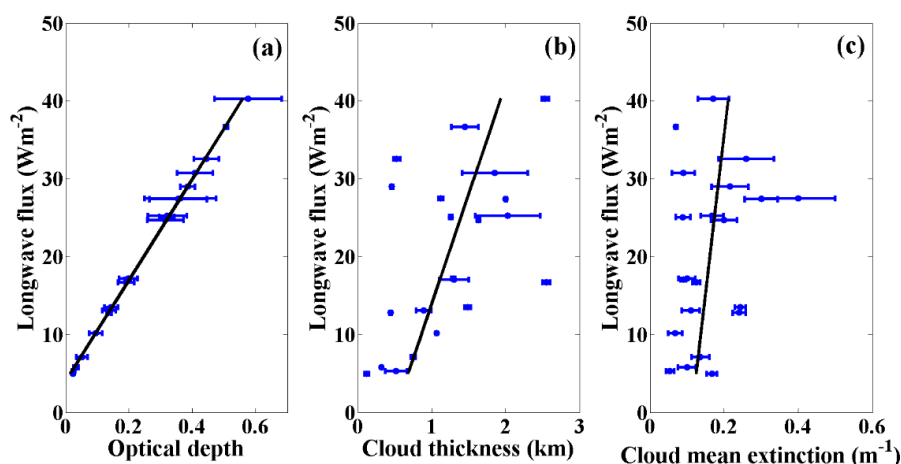 (a)
50
40
30
20
10
0
Longwave flux (Wm⁻²)
0 0.2 0.4 0.6
Optical depth
(b)
50
40
30
20
10
0
Longwave flux (Wm⁻²)
0 1 2 3
Cloud thickness (km)
(c)
50
40
30
20
10
0
Longwave flux (Wm⁻²)
0 0.2 0.4 0.6
Cloud mean extinction (m⁻¹)